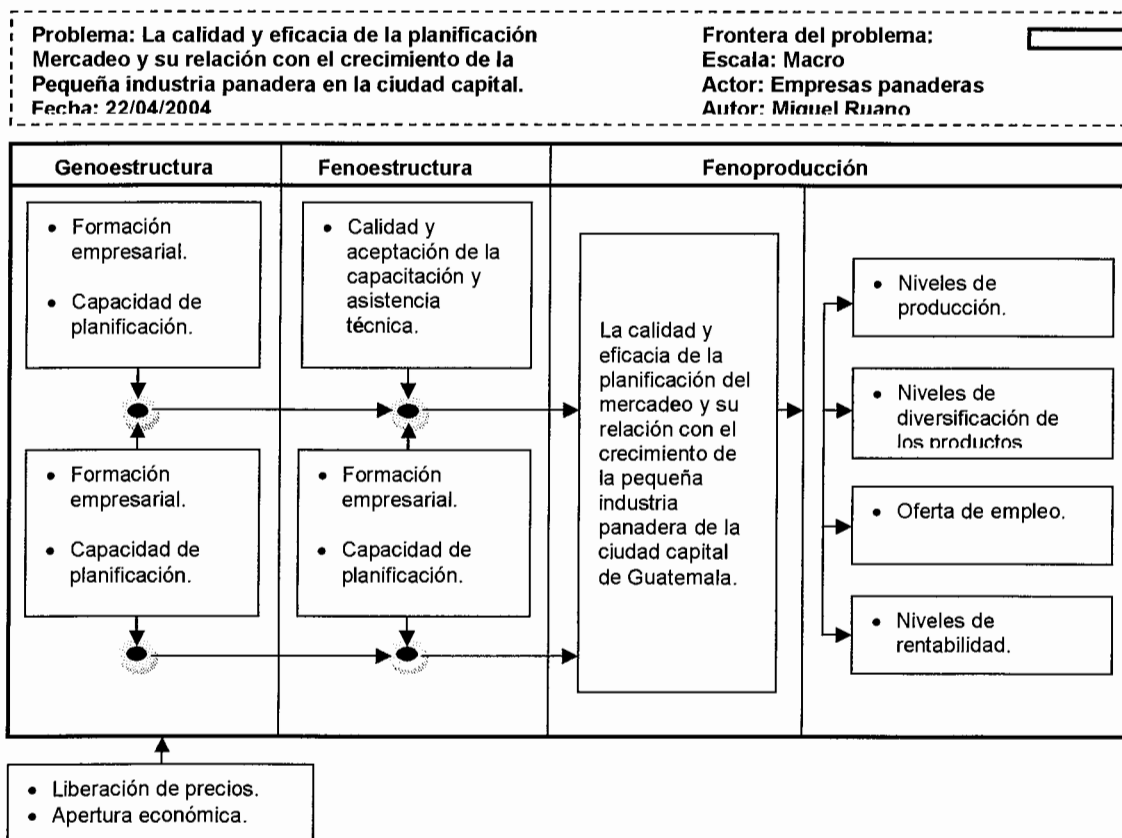 Problema: La calidad y eficacia de la planificación
Mercadeo y su relación con el crecimiento de la
Pequeña industria panadera en la ciudad capital.
Fecha: 22/04/2004
Frontera del problema:
Escala: Macro
Actor: Empresas panaderas
Autor: Miguel Ruano
Genoestructura
Fenoestructura
Fenoproducción
• Formación
empresarial.
• Capacidad de
planificación.
• Formación
empresarial.
• Capacidad de
planificación.
• Calidad y
aceptación de la
capacitación y
asistencia
técnica.
• Formación
empresarial.
• Capacidad de
planificación.
La calidad y
eficacia de la
planificación del
mercadeo y su
relación con el
crecimiento de
la pequeña
industria
panadera de la
ciudad capital
de Guatemala.
• Niveles de
producción.
• Niveles de
diversificación de
los productos
• Oferta de empleo.
• Niveles de
rentabilidad.
• Liberación de precios.
• Apertura económica.